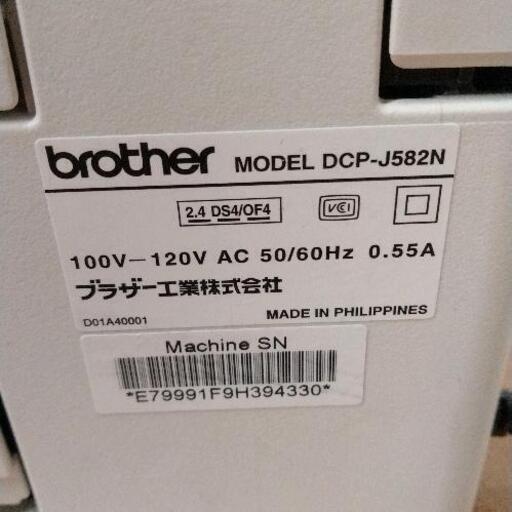 brother MODEL DCP-J582N
2.4 DS4/OF4 VCCI
100V－120V AC 50/60Hz 0.55A
ブラザー工業株式会社
D01A40001 MADE IN PHILIPPINES
Machine SN
*E79991F9H394330*